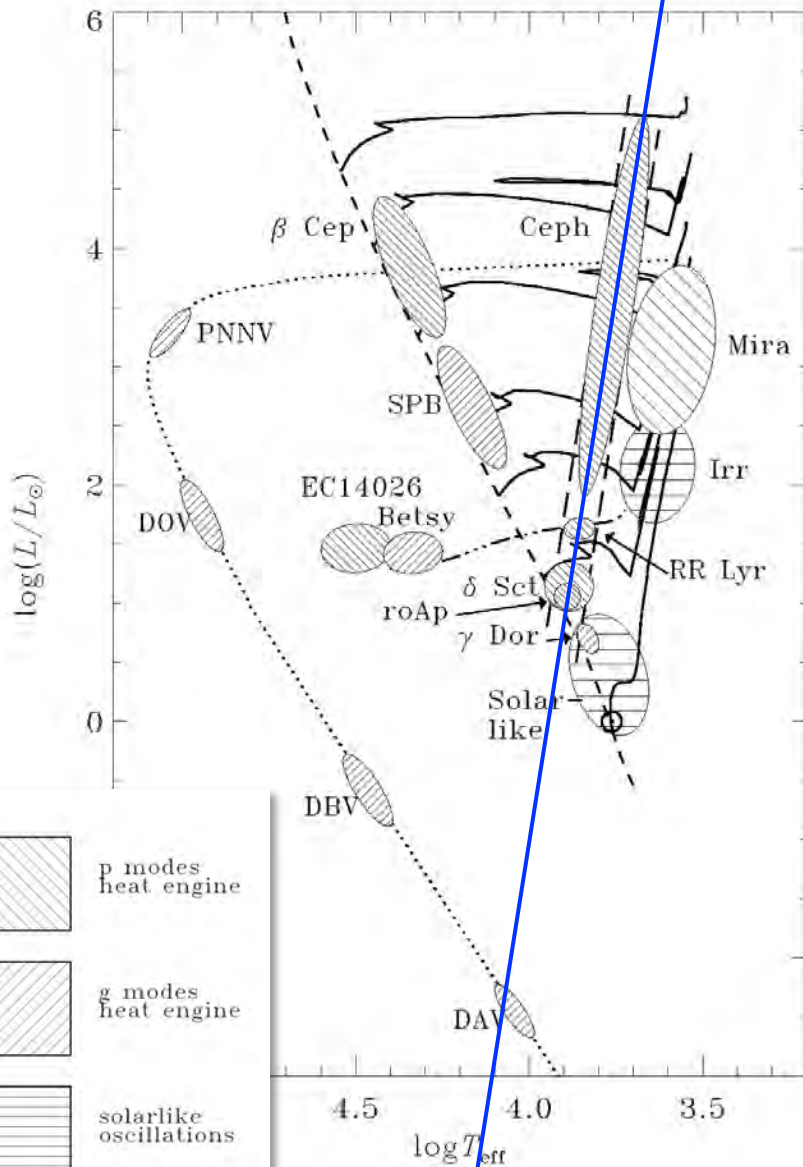 6
β Cep
Ceph
4
PNNV
Mira
SPB
log(L/L⊙)
Irr
2
EC14026
DOV
Betsy
RR Lyr
δ Sct
roAp
γ Dor
Solar
like
0
DBV
p modes
heat engine
g modes
heat engine
DAV
4.5
4.0
3.5
solarlike
oscillations
log Teff